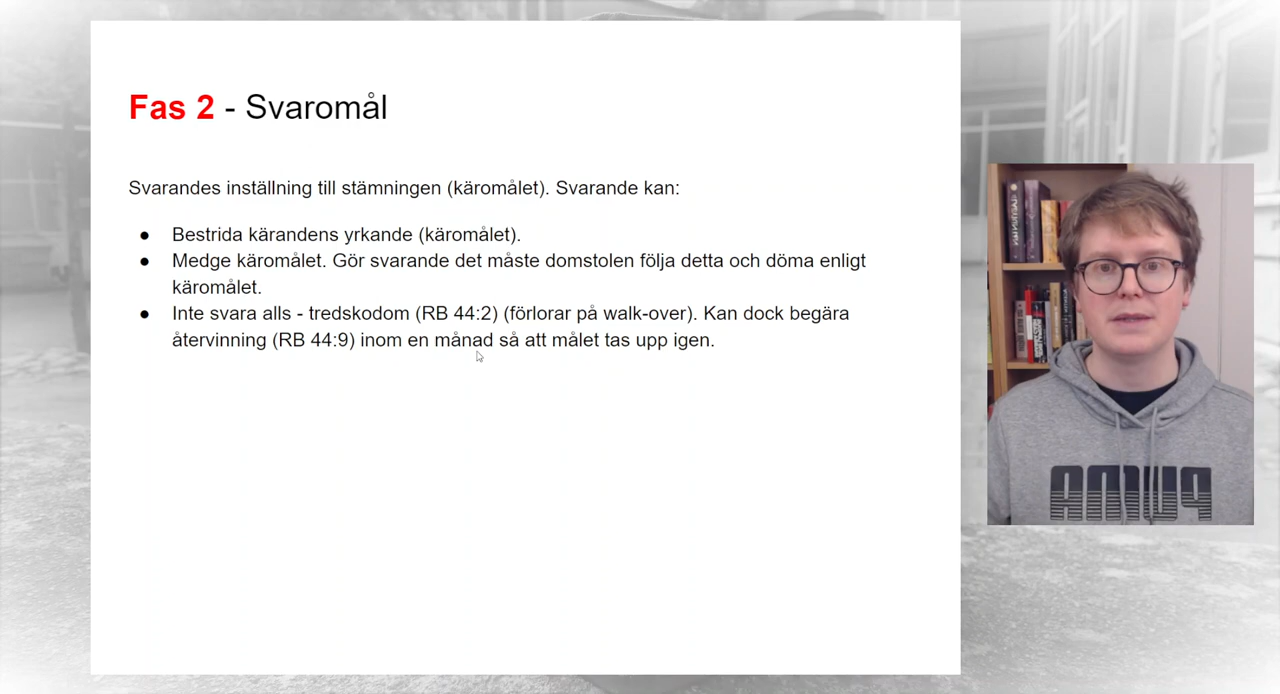 Fas 2 - Svaromål
Svarandes inställning till stämningen (käromålet). Svarande kan:
● Bestrida kärandens yrkande (käromålet).
● Medge käromålet. Gör svarande det måste domstolen följa detta och döma enligt
käromålet.
● Inte svara alls - tredskodom (RB 44:2) (förlorar på walk-over). Kan dock begära
återvinning (RB 44:9) inom en månad så att målet tas upp igen.
PUMA